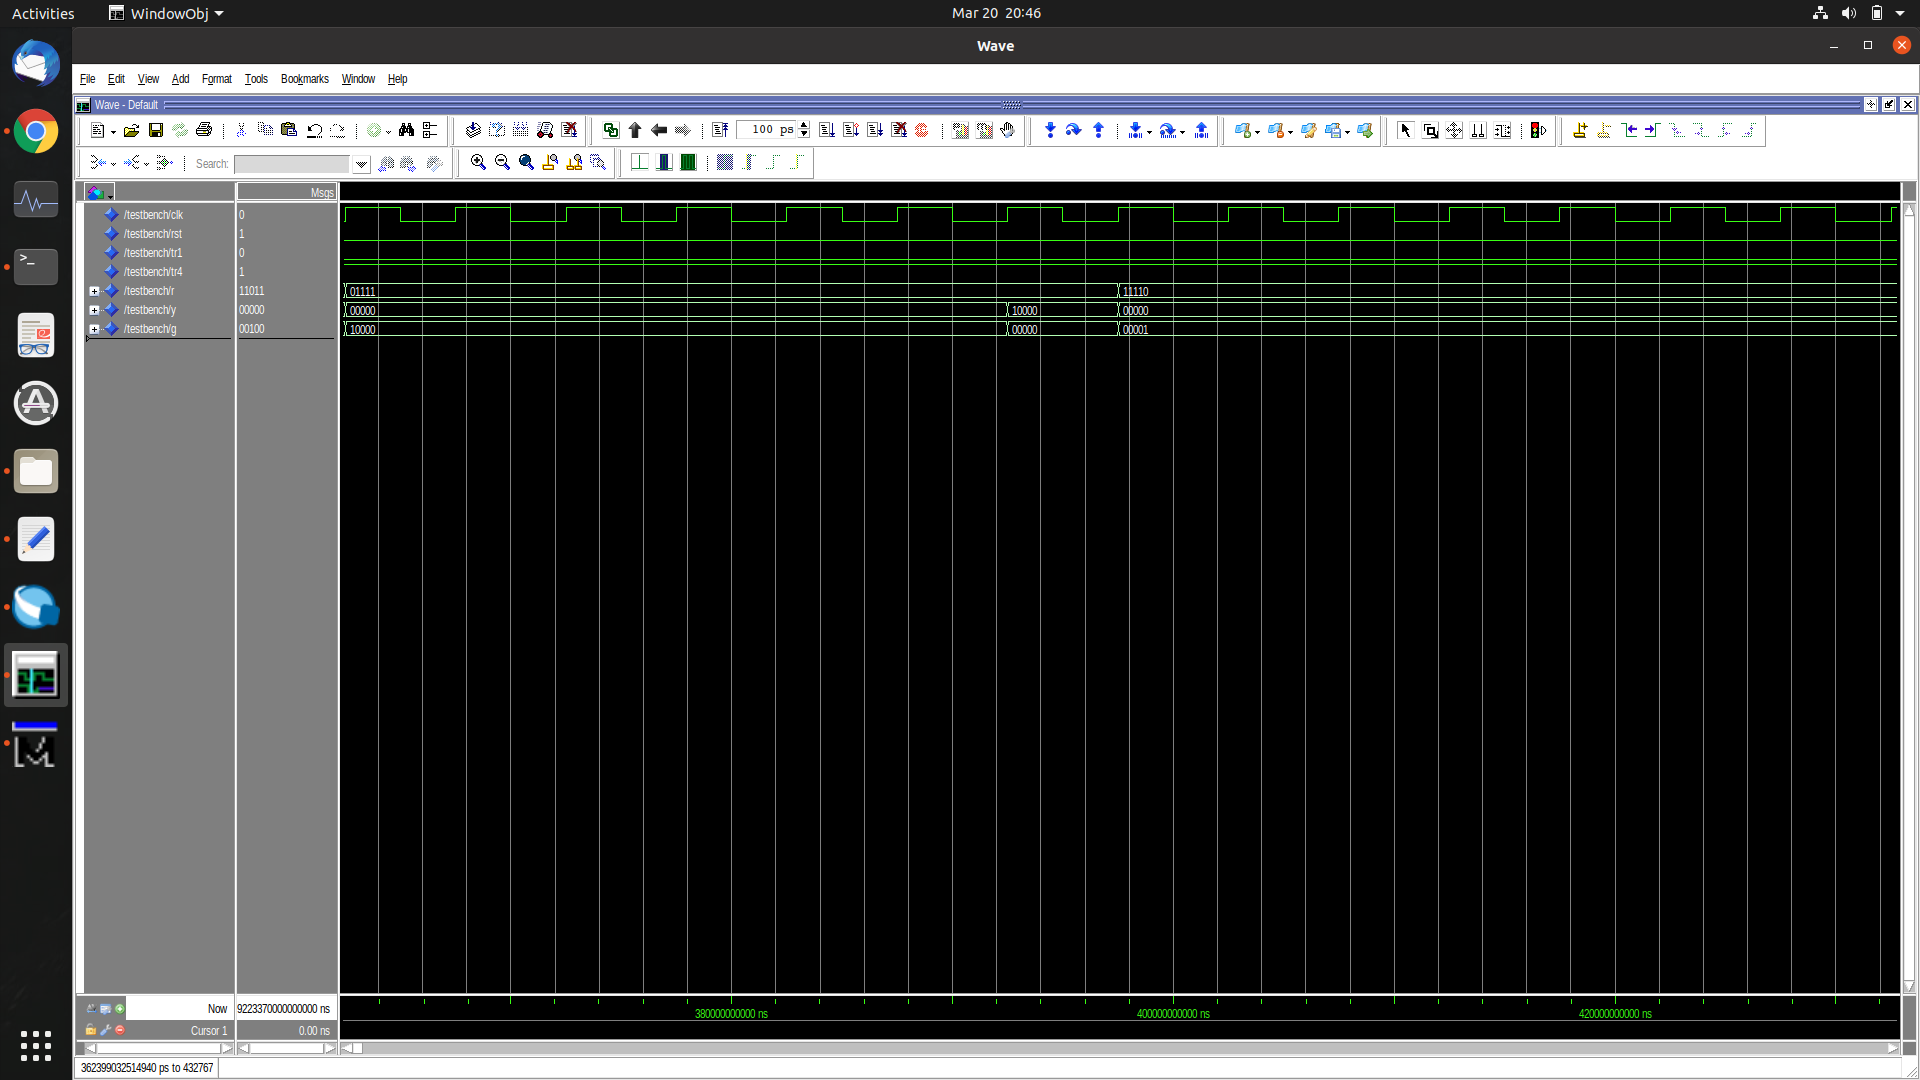 Activities WindowObj Mar 20 20:46
Wave
File Edit View Add Format Tools Bookmarks Window Help
Wave - Default
100 ps
Search:
Msgs
/testbench/clk 0
/testbench/rst 1
/testbench/tr1 0
/testbench/tr4 1
/testbench/r 11011 01111 11110
/testbench/y 00000 00000 10000 00000
/testbench/g 00100 10000 00000 00001
Now 9223370000000000 ns
380000000000 ns 400000000000 ns 420000000000 ns
Cursor 1 0.00 ns
362399032514940 ps to 432767